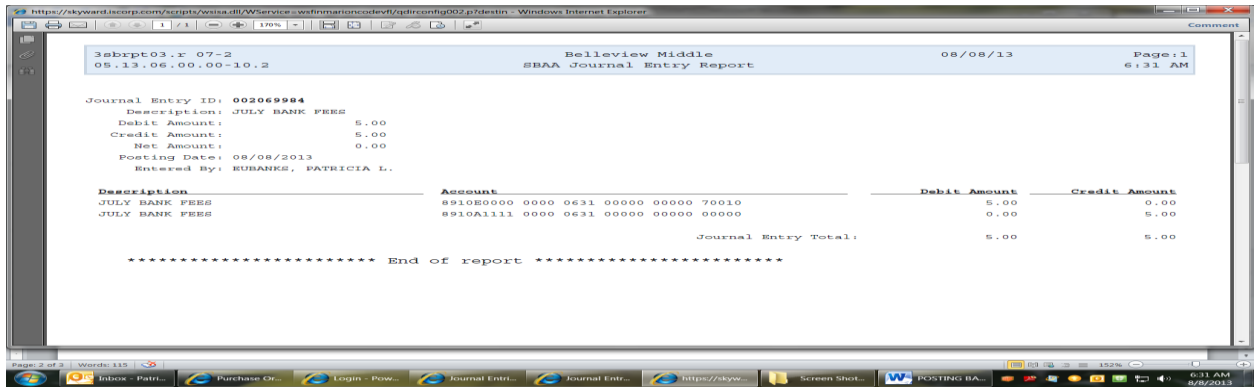 https://skyward.iscorp.com/scripts/wsisa.dll/WService=wsfinmarioncodevfl/qdirconfig002.p?destin - Windows Internet Explorer
1 / 1 170% Comment
3sbrpt03.r 07-2 Belleview Middle 08/08/13 Page:1
05.13.06.00.00-10.2 SBAA Journal Entry Report 6:31 AM
Journal Entry ID: 002069984
Description: JULY BANK FEES
Debit Amount: 5.00
Credit Amount: 5.00
Net Amount: 0.00
Posting Date: 08/08/2013
Entered By: EUBANKS, PATRICIA L.
Description Account Debit Amount Credit Amount
JULY BANK FEES 8910E0000 0000 0631 00000 00000 70010 5.00 0.00
JULY BANK FEES 8910A1111 0000 0631 00000 00000 00000 0.00 5.00
Journal Entry Total: 5.00 5.00
************************ End of report ************************
Page: 2 of 3 Words: 115 152%
Inbox - Patri... Purchase Or... Login - Pow... Journal Entri... Journal Entr... https://skyw... Screen Shot... POSTING BA... 6:31 AM
8/8/2013